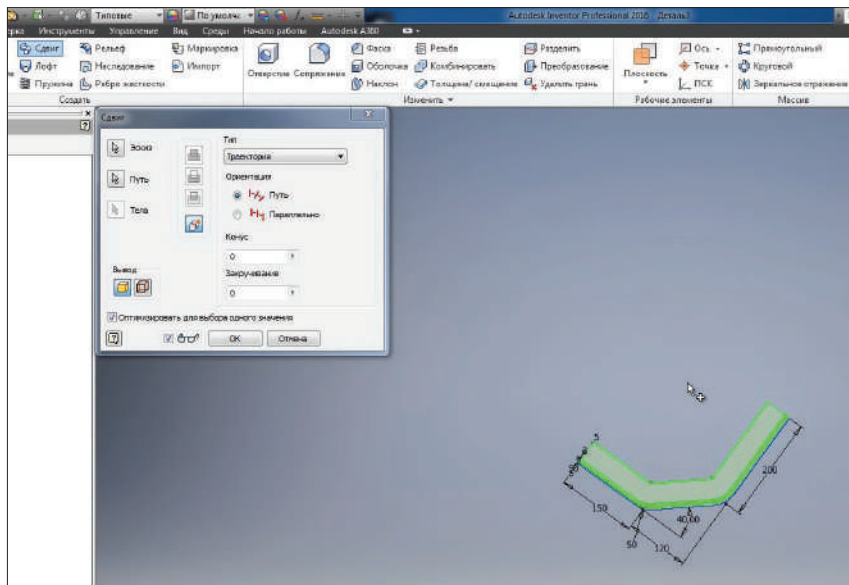 Типовые По умолч Autodesk Inventor Professional 2016 Деталь1
ерка Инструменты Управление Вид Среды Начало работы Autodesk A360
Сдвиг Рельеф Маркировка Фаска Резьба Разделить Ось Прямоугольный
Лофт Наследование Импорт Отверстие Сопряжение Оболочка Комбинировать Преобразование Плоскость Точка Круговой
Пружина Ребро жесткости Наклон Толщина/ смещение Удалить грань ПСК Зеркальное отражение
Создать Изменить Рабочие элементы Массив
Сдвиг
Тип
Эскиз
Траектория
Путь
Ориентация
Путь
Тела
Параллельно
Конус
0
Вывод
Закручивание
0
Оптимизировать для выбора одного значения
OK Отмена
5
200
150
40,00
50 120